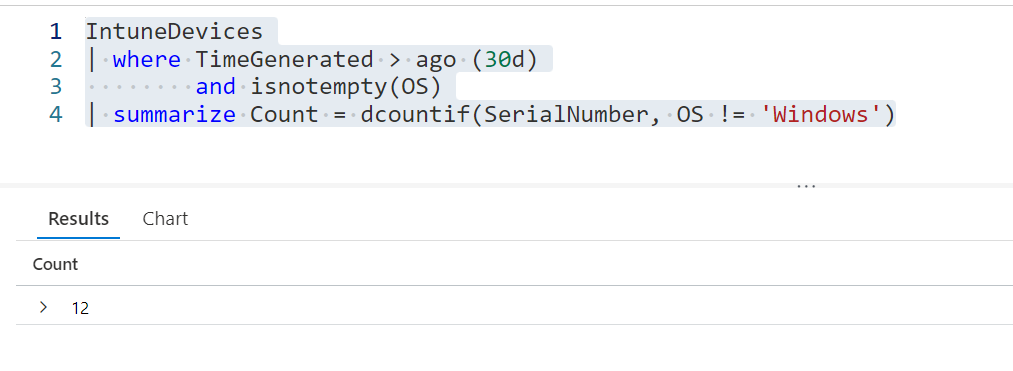 1 IntuneDevices
2 | where TimeGenerated > ago (30d)
3 and isnotempty(OS)
4 | summarize Count = dcountif(SerialNumber, OS != 'Windows')
...
Results Chart
Count
> 12